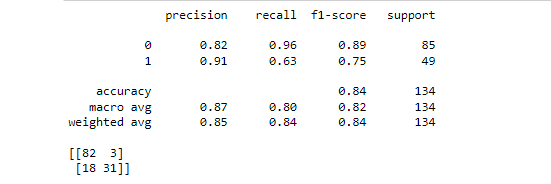 precision recall f1-score support
0 0.82 0.96 0.89 85
1 0.91 0.63 0.75 49
accuracy 0.84 134
macro avg 0.87 0.80 0.82 134
weighted avg 0.85 0.84 0.84 134
[[82 3]
[18 31]]